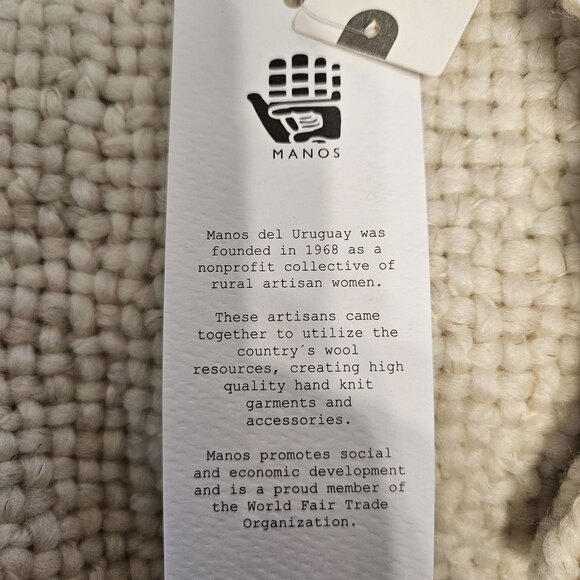 MANOS
Manos del Uruguay was
founded in 1968 as a
nonprofit collective of
rural artisan women.
These artisans came
together to utilize the
country´s wool
resources, creating high
quality hand knit
garments and
accessories.
Manos promotes social
and economic development
and is a proud member of
the World Fair Trade
Organization.